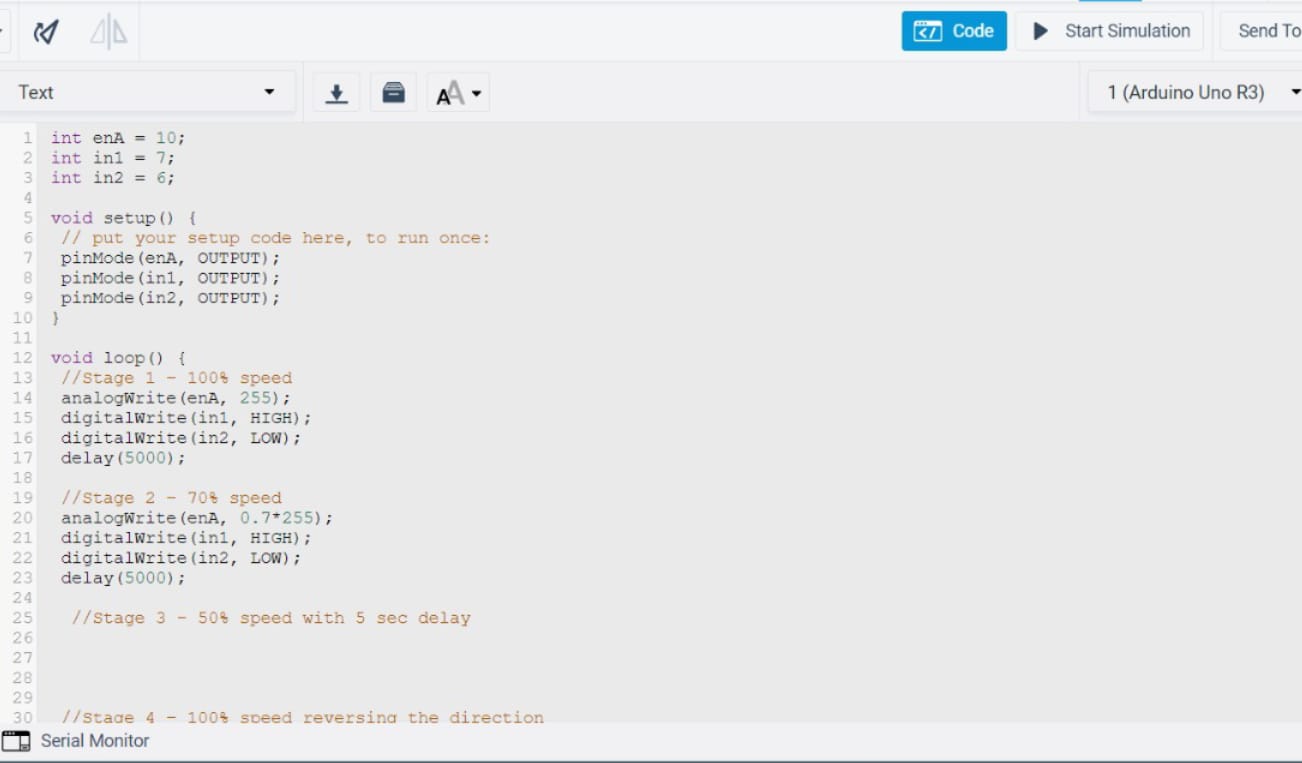 Code
Start Simulation
Send To
Text
AA
1 (Arduino Uno R3)
1 int enA = 10;
2 int in1 = 7;
3 int in2 = 6;
4
5 void setup() {
6 // put your setup code here, to run once:
7 pinMode(enA, OUTPUT);
8 pinMode(in1, OUTPUT);
9 pinMode(in2, OUTPUT);
10 }
11
12 void loop() {
13 //Stage 1 - 100% speed
14 analogWrite(enA, 255);
15 digitalWrite(in1, HIGH);
16 digitalWrite(in2, LOW);
17 delay(5000);
18
19 //Stage 2 - 70% speed
20 analogWrite(enA, 0.7*255);
21 digitalWrite(in1, HIGH);
22 digitalWrite(in2, LOW);
23 delay(5000);
24
25 //Stage 3 - 50% speed with 5 sec delay
26
27
28
29
30 //Stage 4 - 100% speed reversing the direction
Serial Monitor